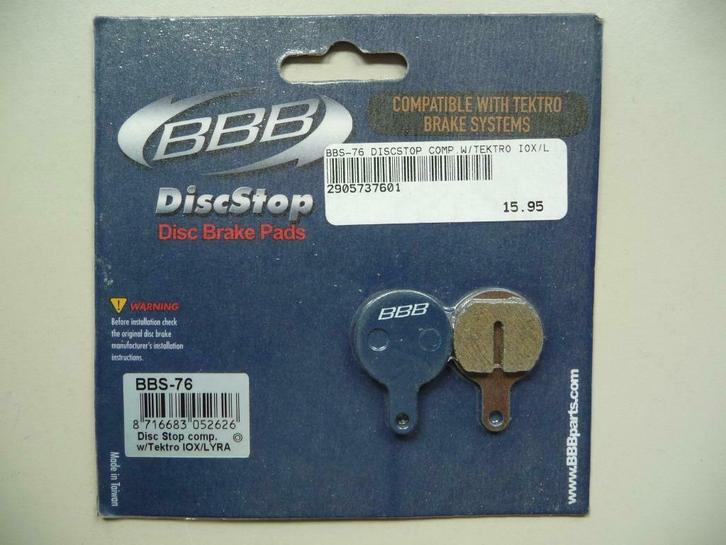 BBB
DiscStop
Disc Brake Pads
COMPATIBLE WITH TEKTRO
BRAKE SYSTEMS
BBS-76 DISCSTOP COMP.W/TEKTRO IOX/L
2905737601
15.95
WARNING
Before installation check
the original disc brake
manufacturer's installation
instructions.
BBB
BBS-76
8 716683 052626
Disc Stop comp.
w/Tektro IOX/LYRA
Made in Taiwan
www.BBBparts.com